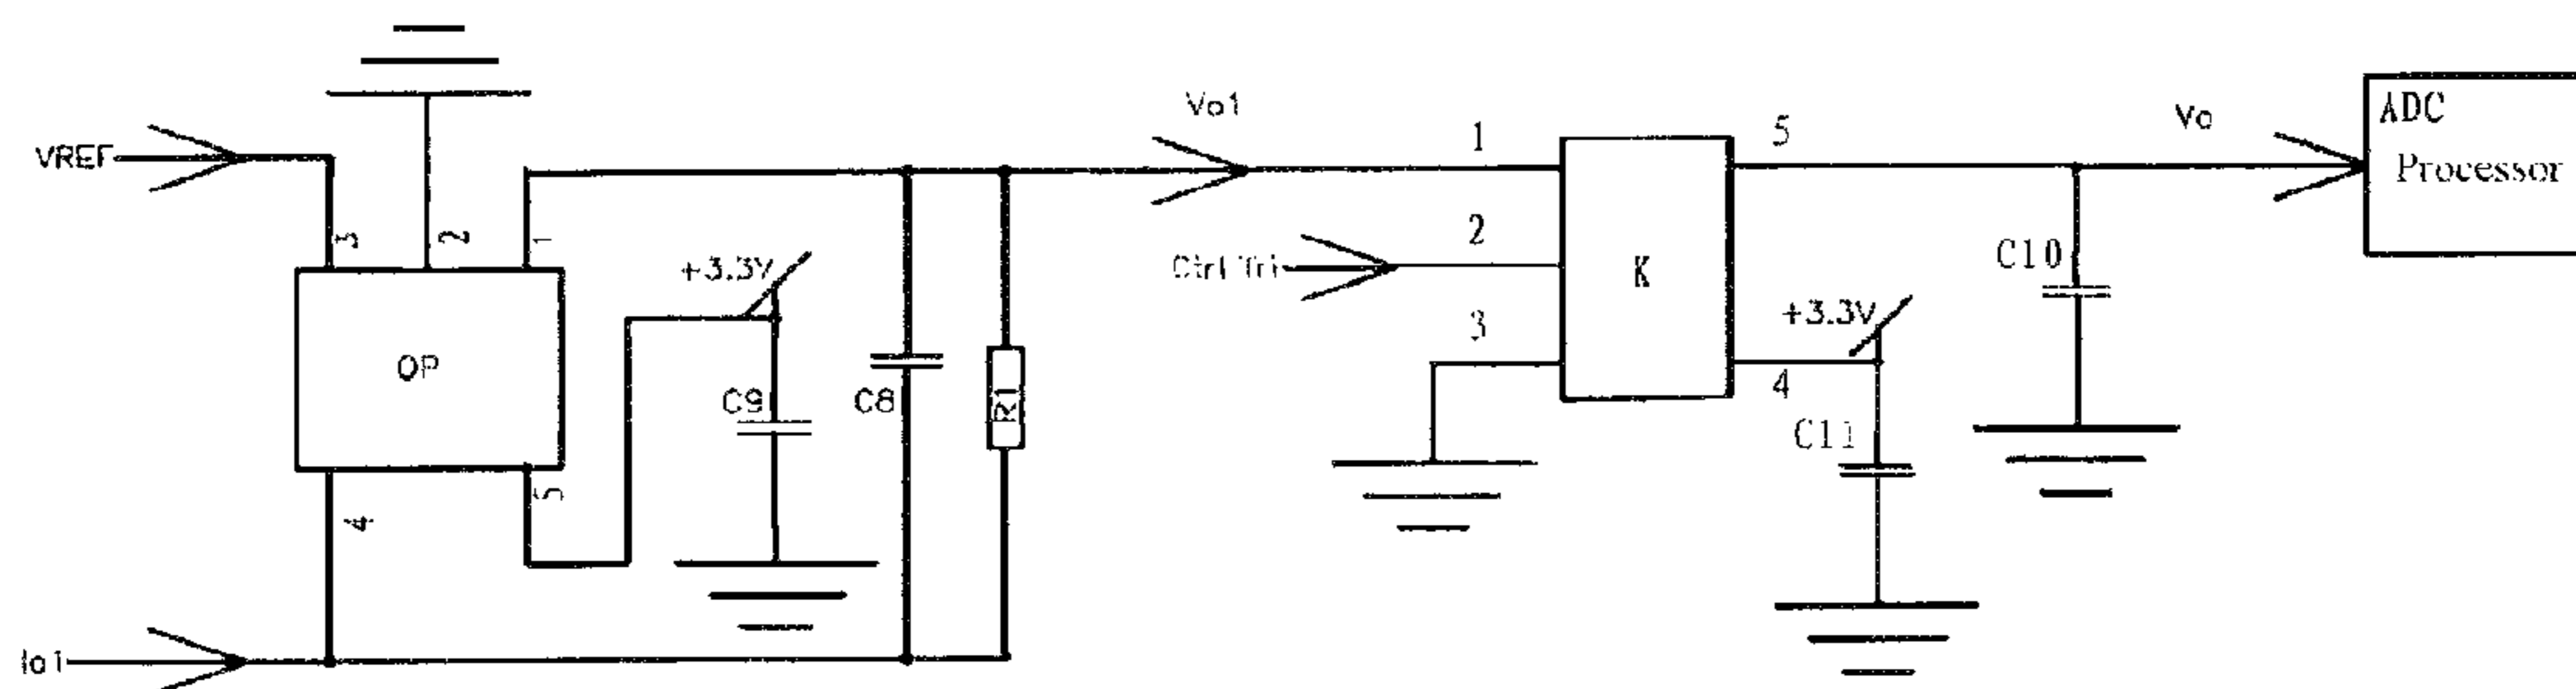 VREF
3
2
1
OP
4
5
+3.3V
C9
C8
R1
Io1
Vo1
1
2
3
K
5
4
+3.3V
C11
C10
Vo
ADC
Processor